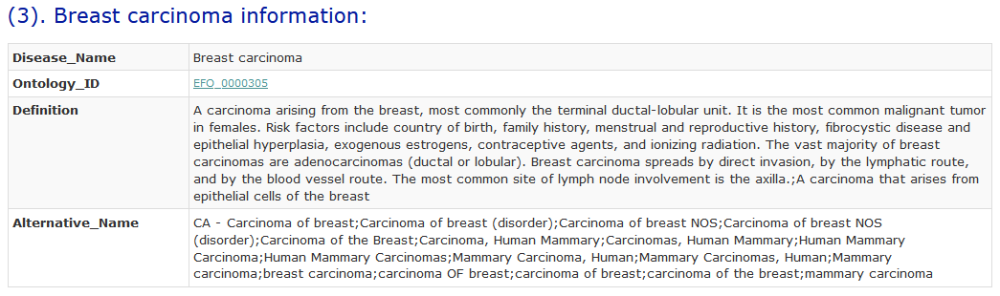 (3). Breast carcinoma information:
Disease_Name Breast carcinoma
Ontology_ID EFO_0000305
Definition A carcinoma arising from the breast, most commonly the terminal ductal-lobular unit. It is the most common malignant tumor
in females. Risk factors include country of birth, family history, menstrual and reproductive history, fibrocystic disease and
epithelial hyperplasia, exogenous estrogens, contraceptive agents, and ionizing radiation. The vast majority of breast
carcinomas are adenocarcinomas (ductal or lobular). Breast carcinoma spreads by direct invasion, by the lymphatic route,
and by the blood vessel route. The most common site of lymph node involvement is the axilla.;A carcinoma that arises from
epithelial cells of the breast
Alternative_Name CA - Carcinoma of breast;Carcinoma of breast (disorder);Carcinoma of breast NOS;Carcinoma of breast NOS
(disorder);Carcinoma of the Breast;Carcinoma, Human Mammary;Carcinomas, Human Mammary;Human Mammary
Carcinoma;Human Mammary Carcinomas;Mammary Carcinoma, Human;Mammary Carcinomas, Human;Mammary
carcinoma;breast carcinoma;carcinoma OF breast;carcinoma of breast;carcinoma of the breast;mammary carcinoma